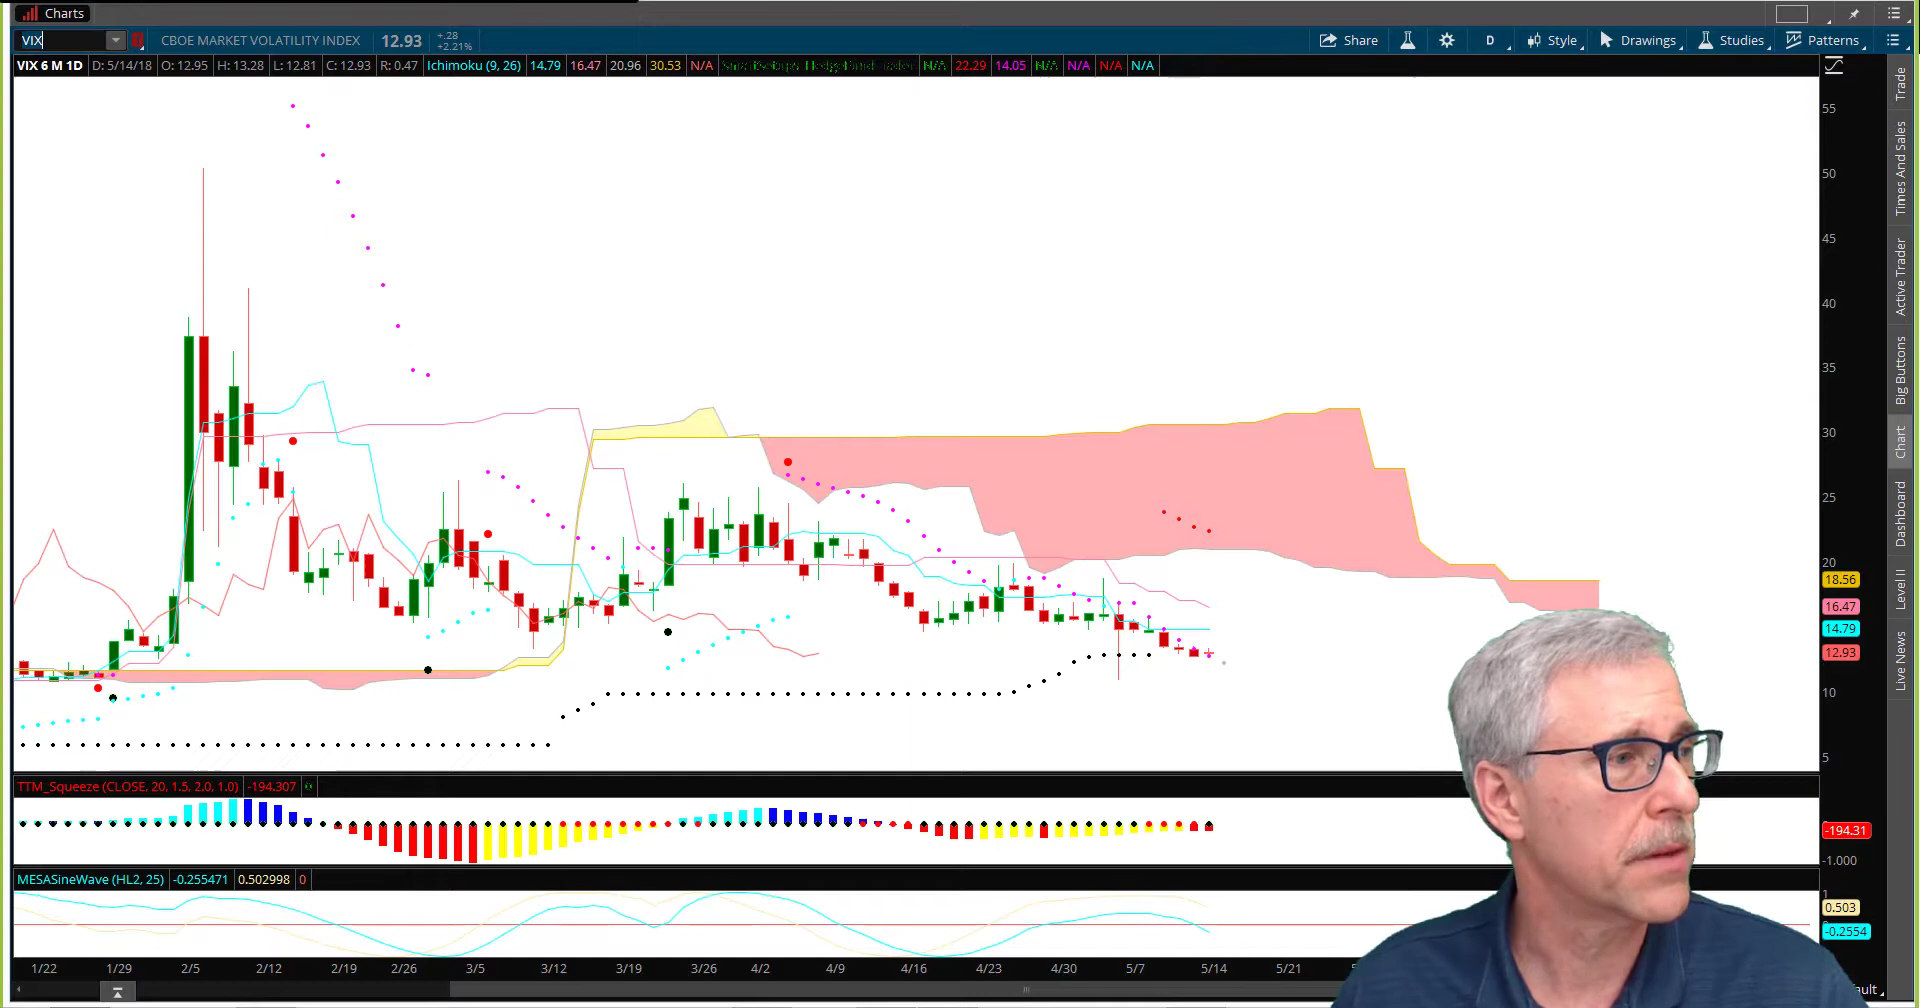 Charts
VIX CBOE MARKET VOLATILITY INDEX 12.93 +.28 +2.21% Share D Style Drawings Studies Patterns
VIX 6 M 1D D: 5/14/18 O: 12.95 H: 13.28 L: 12.81 C: 12.93 R: 0.47 Ichimoku (9, 26) 14.79 16.47 20.96 30.53 N/A N/A 22.29 14.05 N/A N/A N/A N/A
55
50
45
40
35
30
25
20
18.56
16.47
14.79
12.93
10
5
Trade
Times And Sales
Active Trader
Big Buttons
Chart
Dashboard
Level II
Live News
TTM_Squeeze (CLOSE, 20, 1.5, 2.0, 1.0) -194.307
-194.31
-1.000
MESASineWave (HL2, 25) -0.255471 0.502998 0
1
0.503
-0.2554
1/22 1/29 2/5 2/12 2/19 2/26 3/5 3/12 3/19 3/26 4/2 4/9 4/16 4/23 4/30 5/7 5/14 5/21
ault